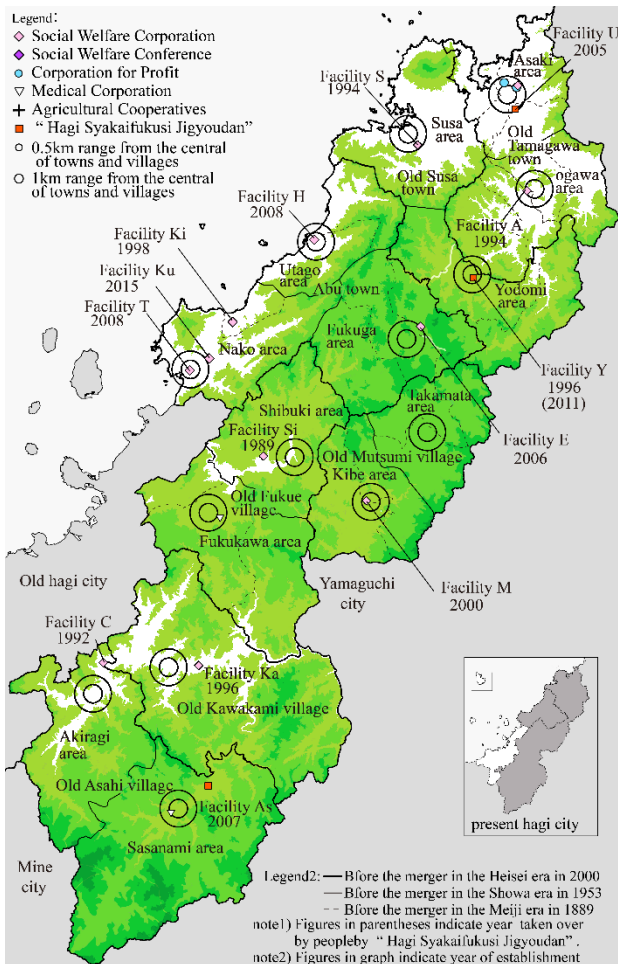 Legend:
Social Welfare Corporation
Social Welfare Conference
Corporation for Profit
Medical Corporation
Agricultural Cooperatives
“ Hagi Syakaifukusi Jigyoudan”
0.5km range from the central
of towns and villages
1km range from the central
of towns and villages
Facility U
2005
Asaki
area
Facility S
1994
Susa
area
Old
Tamagawa
town
Old Susa
town
ogawa
area
Facility H
2008
Facility A
1994
Facility Ki
1998
Utago
area
Yodomi
area
Facility Ku
2015
Abu town
Facility T
2008
Fukuga
area
Nako area
Facility Y
1996
(2011)
Takamata
area
Shibuki area
Facility E
2006
Facility Si
1989
Old Mutsumi village
Kibe area
Old Fukue
village
Fukukawa area
Old hagi city
Yamaguchi
city
Facility M
2000
Facility C
1992
Facility Ka
1996
Old Kawakami village
Akiragi
area
Old Asahi village
Facility As
2007
Sasanami area
present hagi city
Mine
city
Legend2: Bfore the merger in the Heisei era in 2000
Bfore the merger in the Showa era in 1953
Bfore the merger in the Meiji era in 1889
note1) Figures in parentheses indicate year taken over
by peopleby “ Hagi Syakaifukusi Jigyoudan” .
note2) Figures in graph indicate year of establishment